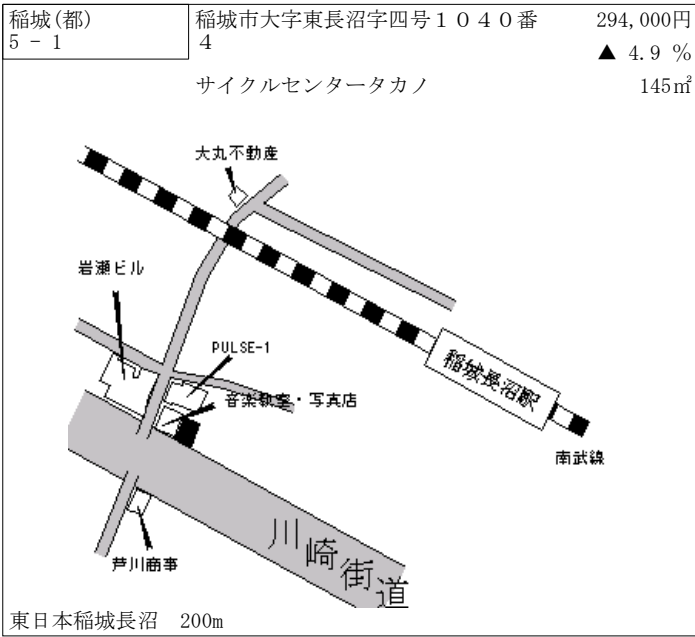 稲城(都)
5 － 1
稲城市大字東長沼字四号１０４０番
4
294,000円
▲ 4.9 %
サイクルセンタータカノ
145㎡
大丸不動産
岩瀬ビル
PULSE-1
稲城長沼駅
音楽教室・写真店
南武線
川崎街道
芦川商事
東日本稲城長沼　200m